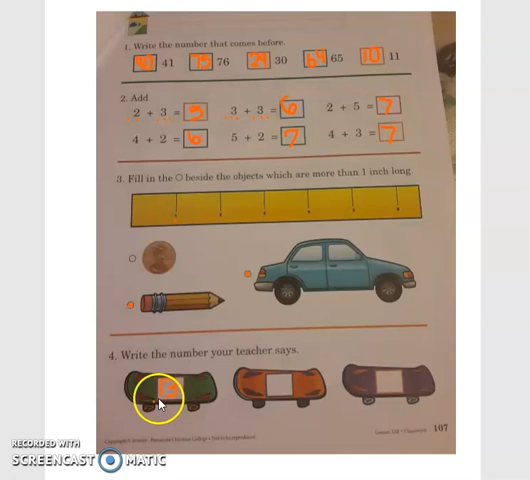 1. Write the number that comes before.
40 41 75 76 29 30 64 65 10 11
2. Add.
2 + 3 = 5 3 + 3 = 6 2 + 5 = 7
4 + 2 = 6 5 + 2 = 7 4 + 3 = 7
3. Fill in the O beside the objects which are more than 1 inch long.
4. Write the number your teacher says.
107
RECORDED WITH
SCREENCAST MATIC